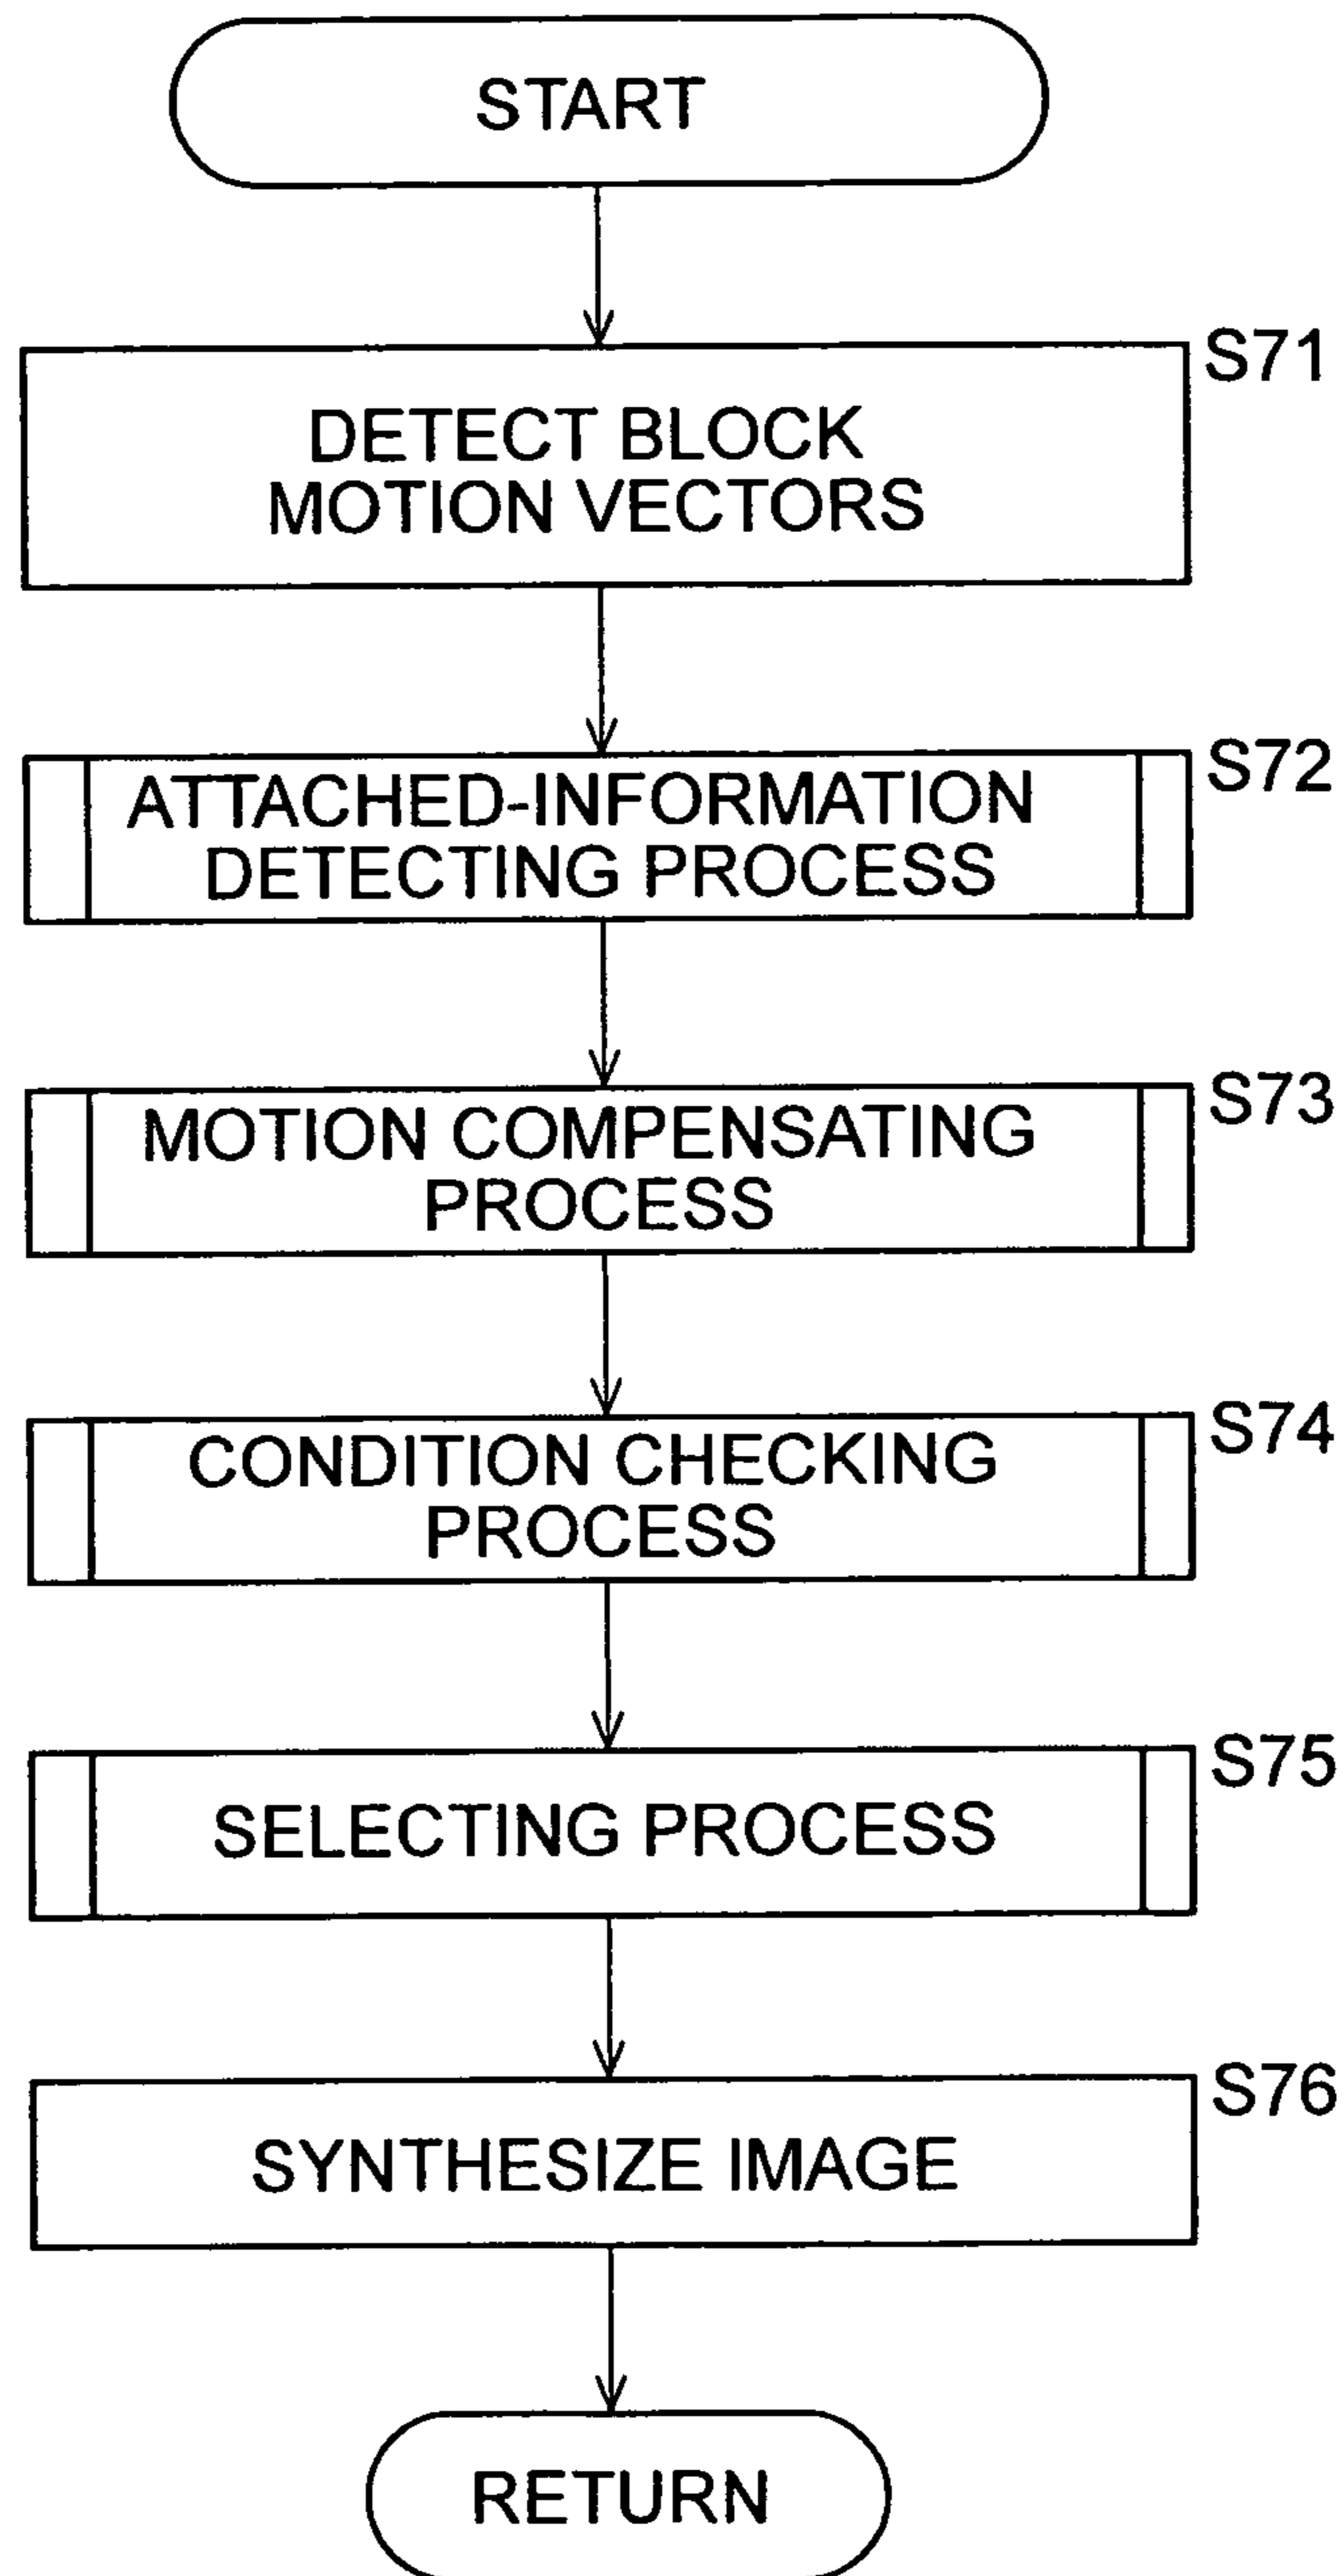 START
S71
DETECT BLOCK
MOTION VECTORS
S72
ATTACHED-INFORMATION
DETECTING PROCESS
S73
MOTION COMPENSATING
PROCESS
S74
CONDITION CHECKING
PROCESS
S75
SELECTING PROCESS
S76
SYNTHESIZE IMAGE
RETURN